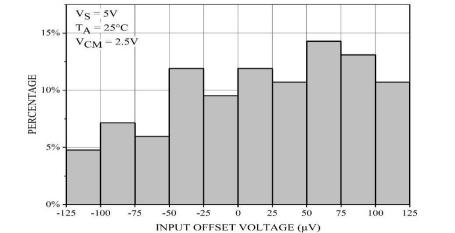 VS = 5V
TA = 25°C
VCM = 2.5V
15%
10%
5%
0%
PERCENTAGE
-125 -100 -75 -50 -25 0 25 50 75 100 125
INPUT OFFSET VOLTAGE (μV)